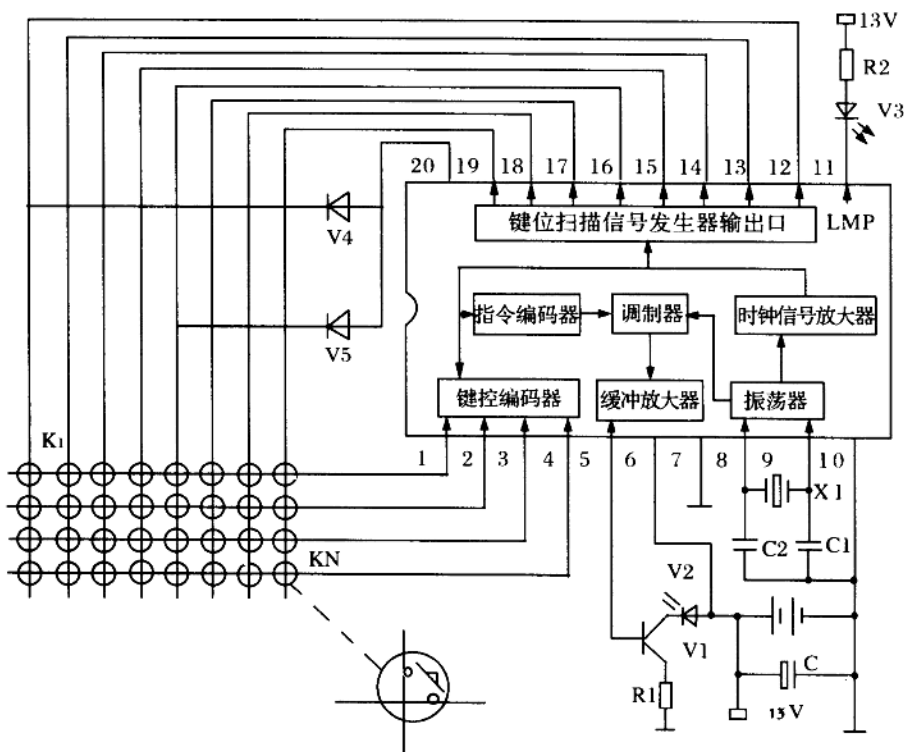 13V
R2
V3
20 19 18 17 16 15 14 13 12 11
键位扫描信号发生器输出口
LMP
V4
V5
指令编码器
调制器
时钟信号放大器
键控编码器
缓冲放大器
振荡器
K1
1 2 3 4 5 6 7 8 9 10
X1
C2
C1
KN
V2
V1
R1
C
13V